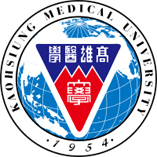 KAOHSIUNG MEDICAL UNIVERSITY
學醫雄高
·1954·